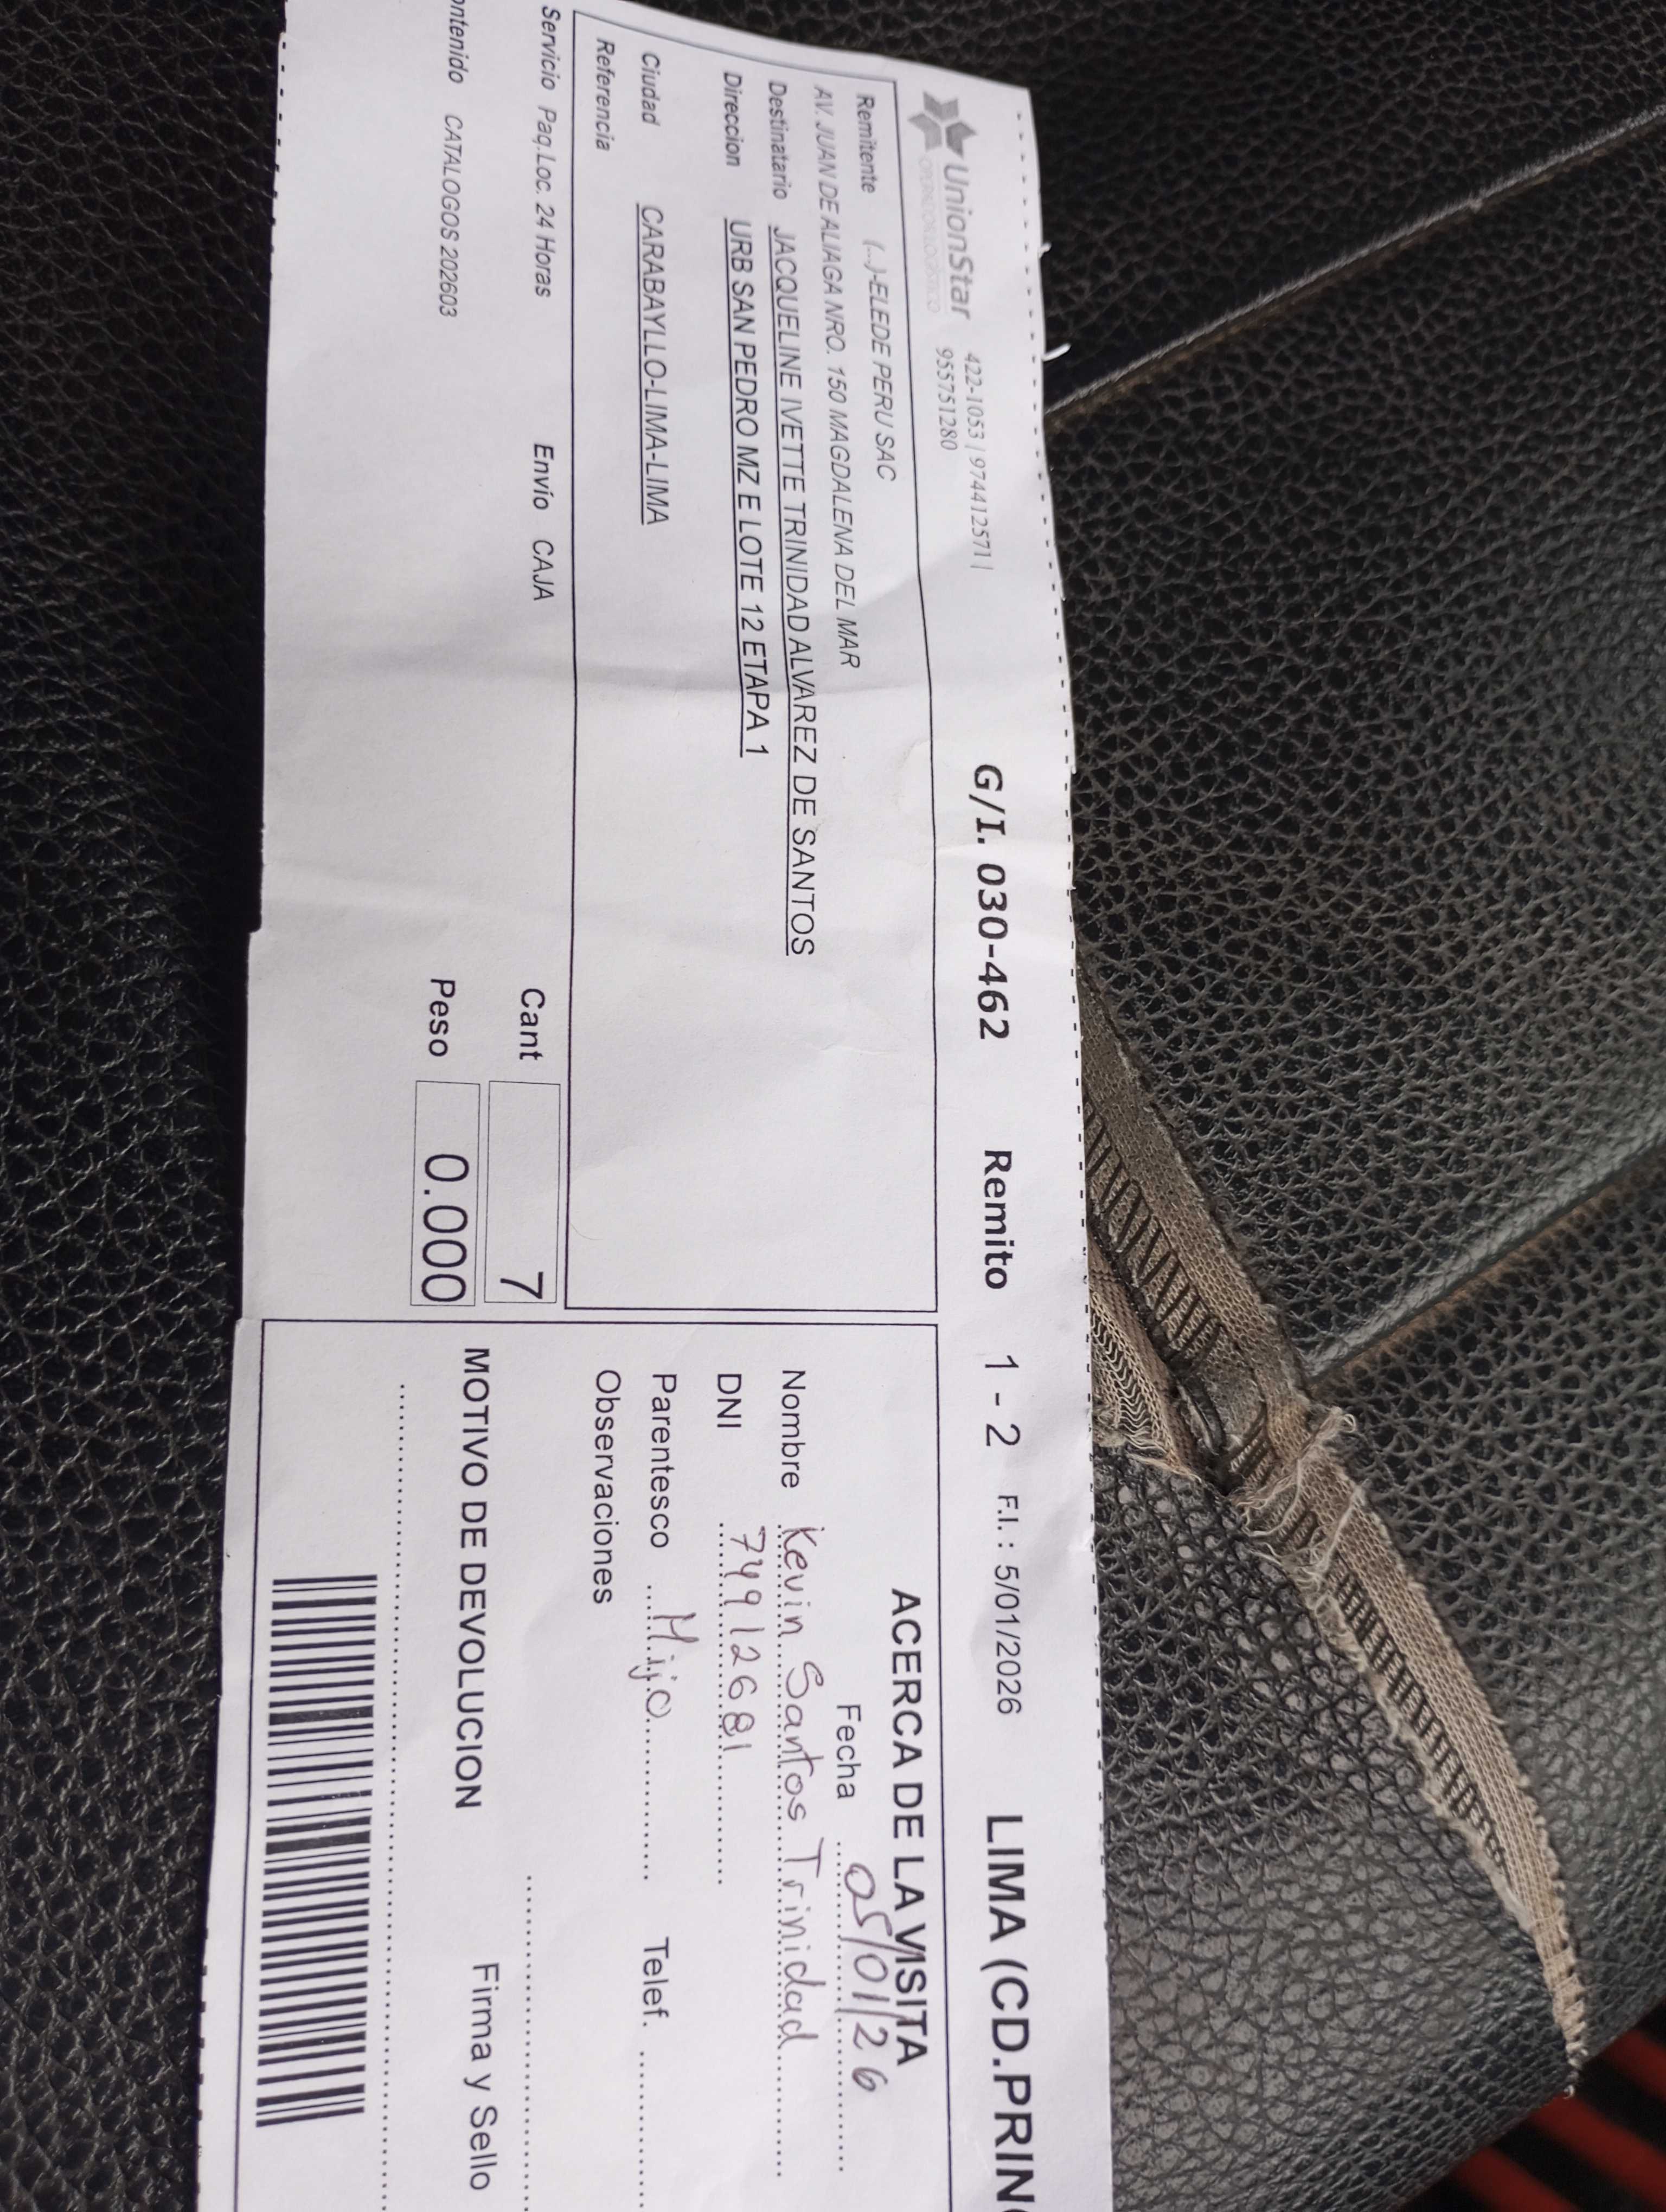 UnionStar
OPERADOR LOGÍSTICO
422-1053 | 974412571 |
955751280
G/I. 030-462 Remito 1 - 2 F.I. : 5/01/2026 LIMA (CD.PRIN
Remitente (...)-ELEDE PERU SAC
AV. JUAN DE ALIAGA NRO. 150 MAGDALENA DEL MAR
Destinatario JACQUELINE IVETTE TRINIDAD ALVAREZ DE SANTOS
Direccion URB SAN PEDRO MZ E LOTE 12 ETAPA 1
Ciudad CARABAYLLO-LIMA-LIMA
Referencia
Servicio Paq.Loc. 24 Horas Envío CAJA Cant 7
ontenido CATALOGOS 202603 Peso 0.000
ACERCA DE LA VISITA
Fecha 05/01/26
Nombre Kevin Santos Trinidad
DNI 74912681
Parentesco Hijo Telef.
Observaciones
MOTIVO DE DEVOLUCION Firma y Sello